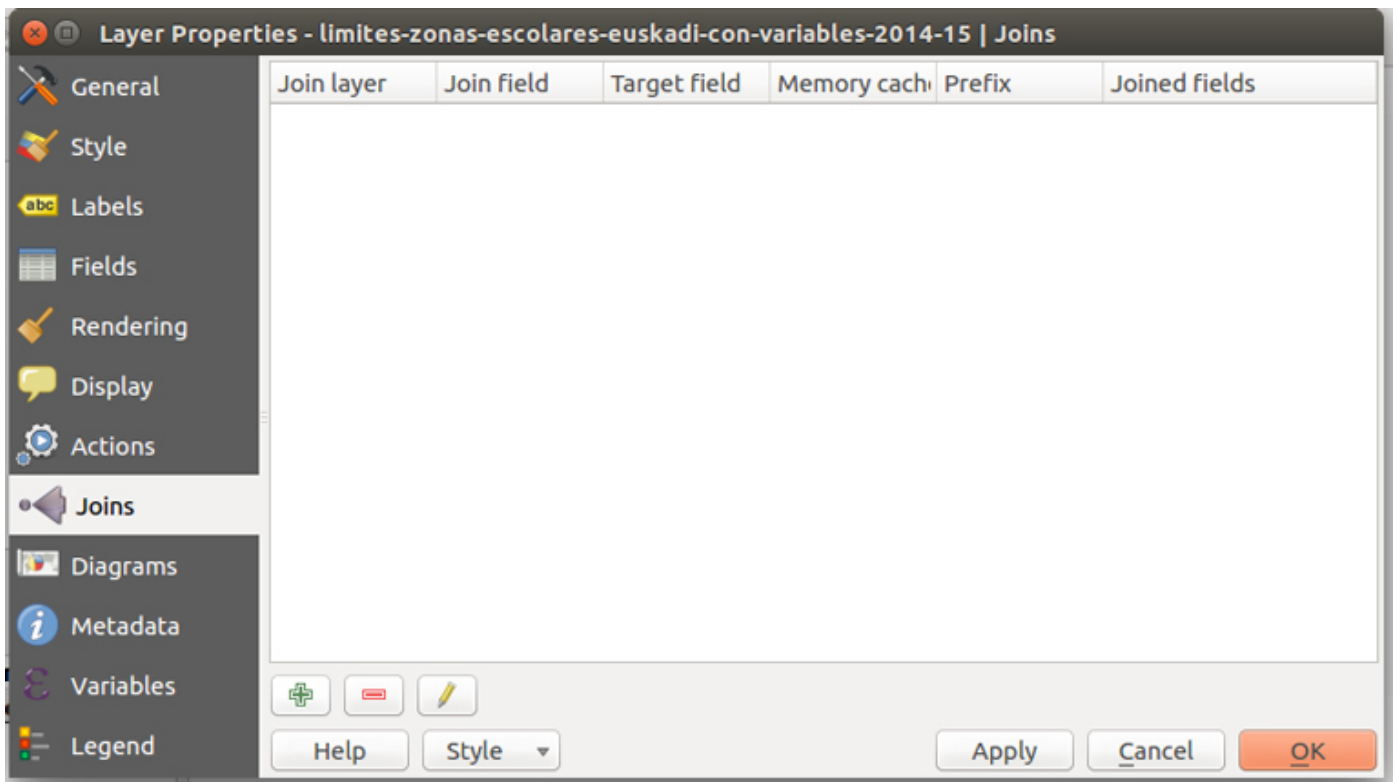 Layer Properties - limites-zonas-escolares-euskadi-con-variables-2014-15 | Joins
General
Style
abc Labels
Fields
Rendering
Display
Actions
Joins
Diagrams
Metadata
Variables
Legend
Join layer Join field Target field Memory cach Prefix Joined fields
Help Style Apply Cancel OK